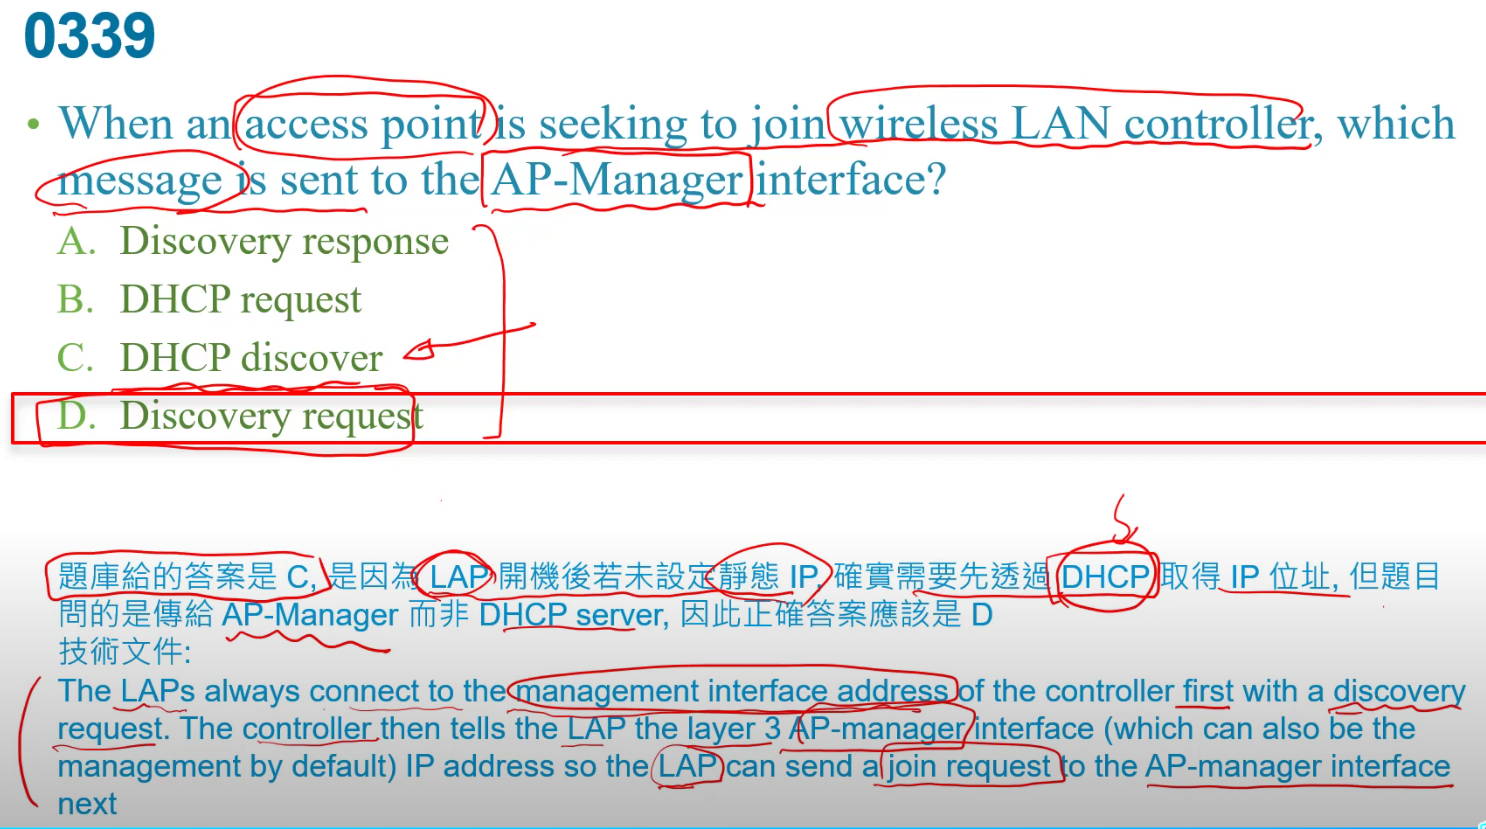 0339
• When an access point is seeking to join wireless LAN controller, which
message is sent to the AP-Manager interface?
A. Discovery response
B. DHCP request
C. DHCP discover
D. Discovery request
題庫給的答案是 C, 是因為 LAP 開機後若未設定靜態 IP, 確實需要先透過 DHCP 取得 IP 位址, 但題目
問的是傳給 AP-Manager 而非 DHCP server, 因此正確答案應該是 D
技術文件:
The LAPs always connect to the management interface address of the controller first with a discovery
request. The controller then tells the LAP the layer 3 AP-manager interface (which can also be the
management by default) IP address so the LAP can send a join request to the AP-manager interface
next